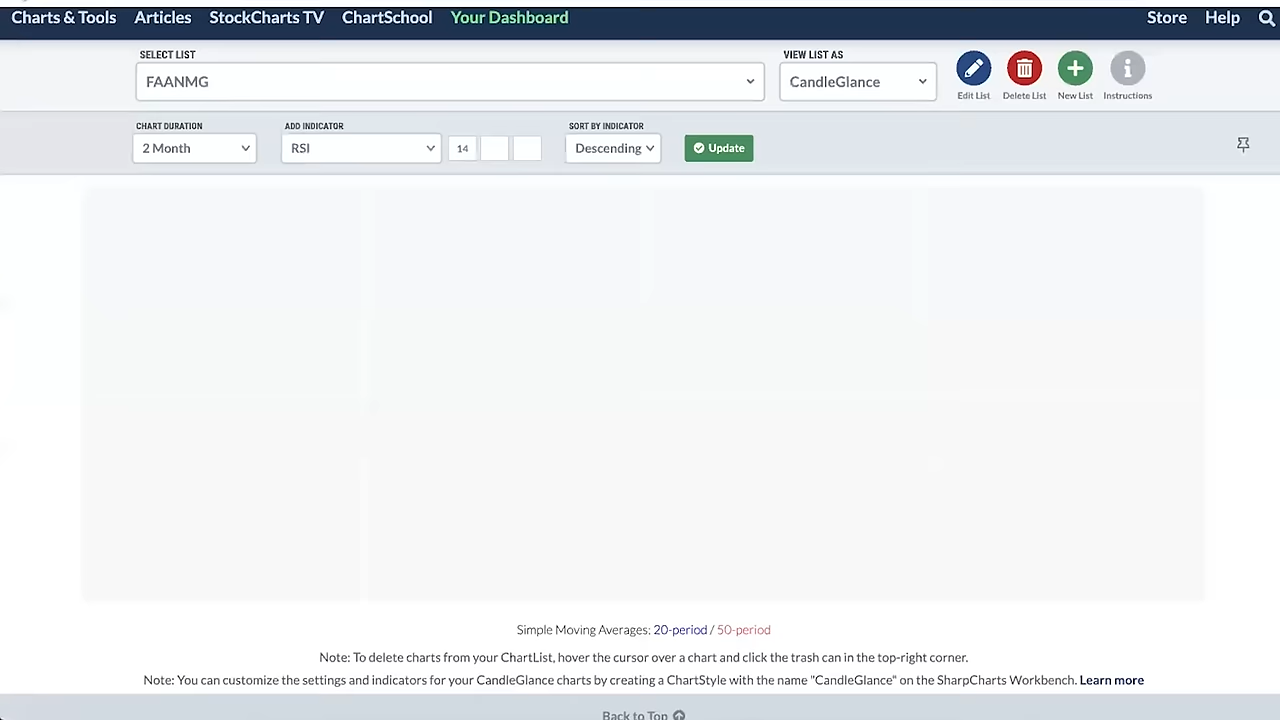 Charts & Tools Articles StockCharts TV ChartSchool Your Dashboard Store Help
SELECT LIST VIEW LIST AS
FAANMG CandleGlance
Edit List Delete List New List Instructions
CHART DURATION ADD INDICATOR SORT BY INDICATOR
2 Month RSI 14 Descending Update
Simple Moving Averages: 20-period / 50-period
Note: To delete charts from your ChartList, hover the cursor over a chart and click the trash can in the top-right corner.
Note: You can customize the settings and indicators for your CandleGlance charts by creating a ChartStyle with the name "CandleGlance" on the SharpCharts Workbench. Learn more
Back to Top